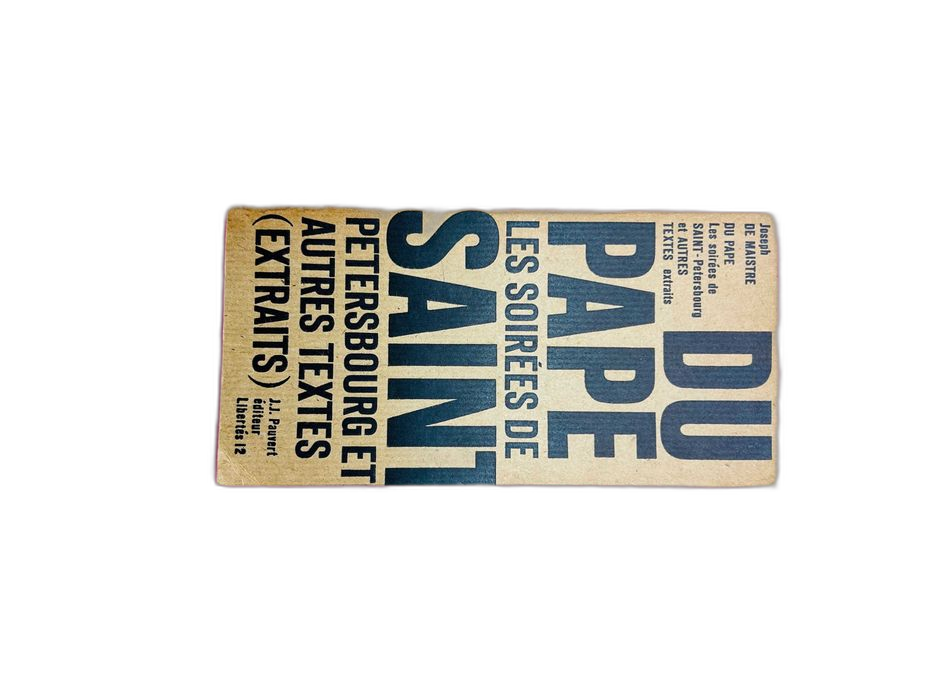 Joseph
DE MAISTRE
DU PAPE
Les soirées de
SAINT-Petersbourg
et AUTRES
TEXTES extraits
DU
PAPE
LES SOIRÉES DE
SAINT
PETERSBOURG ET
AUTRES TEXTES
(EXTRAITS)
J.J. Pauvert
éditeur
Libertés 12